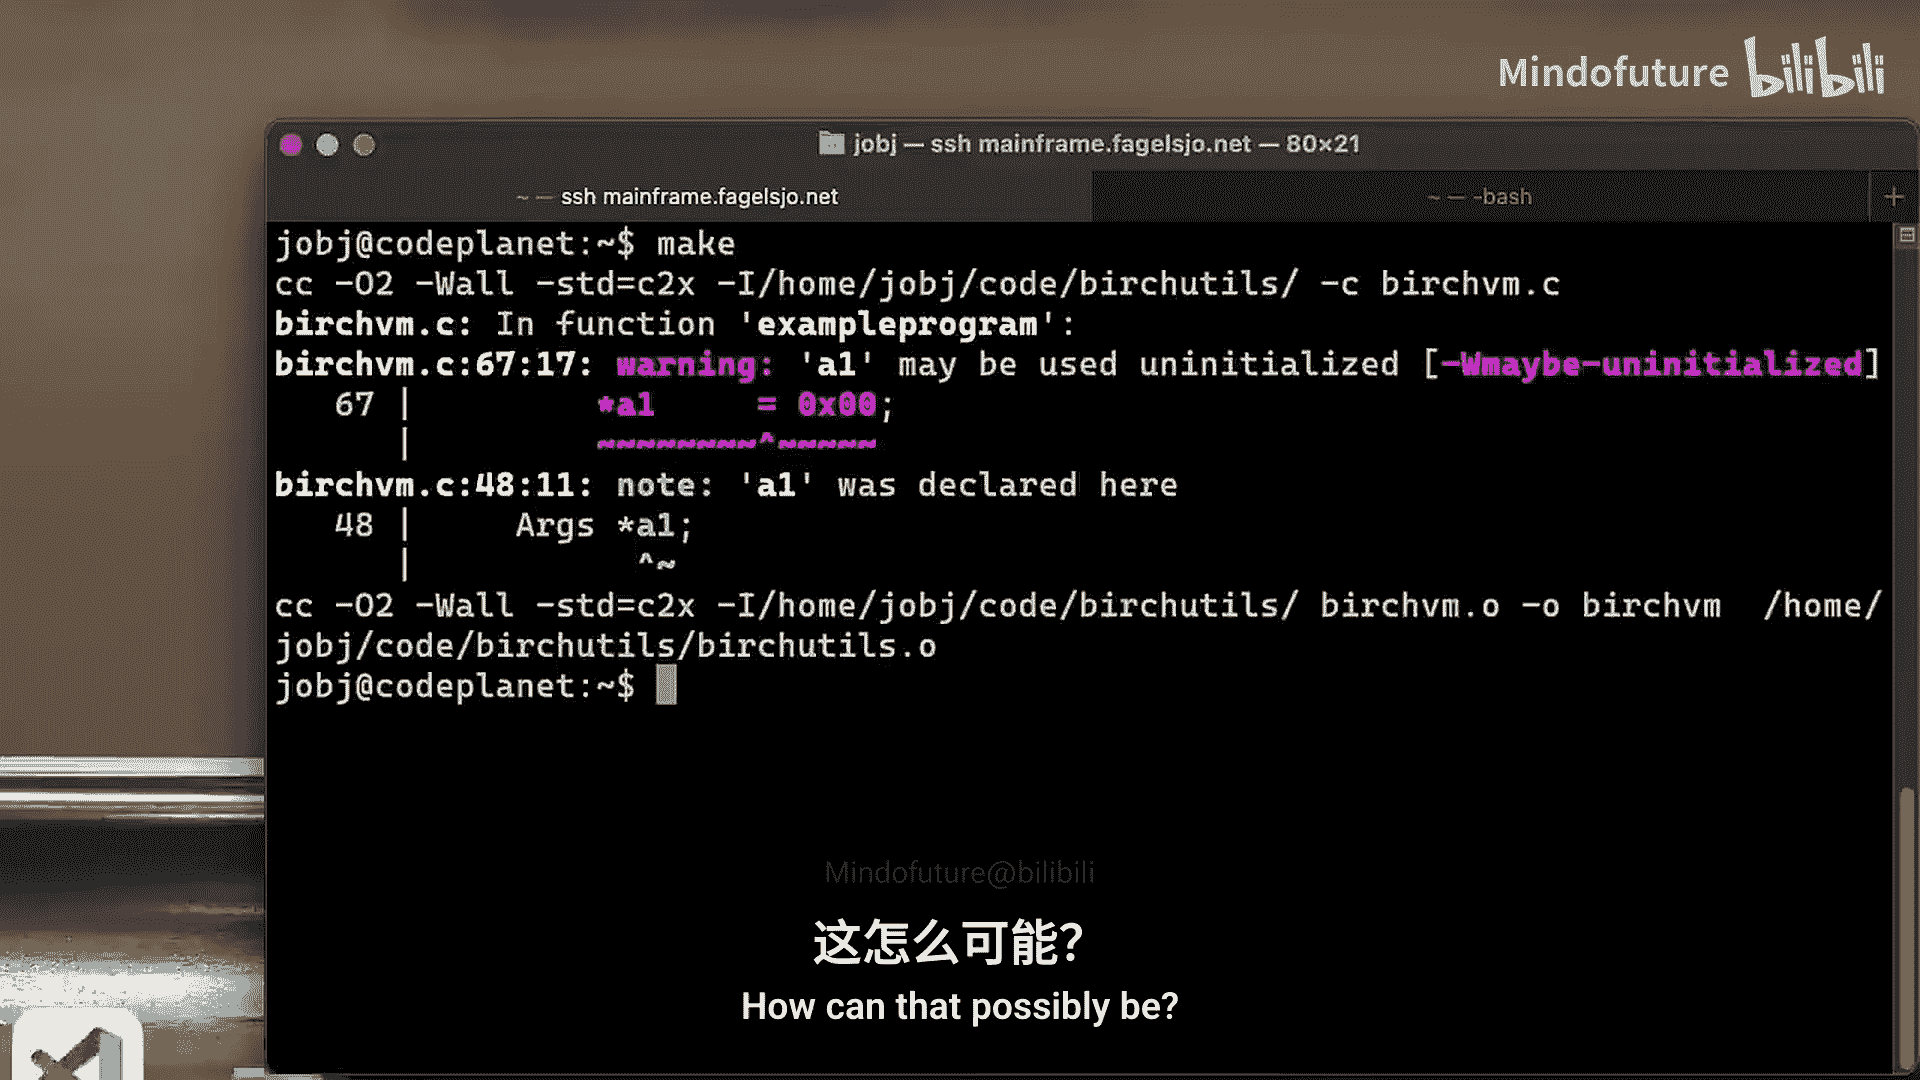 Mindofuture bilibili
jobj — ssh mainframe.fagelsjo.net — 80×21
~ — ssh mainframe.fagelsjo.net
~ — -bash
+
jobj@codeplanet:~$ make
cc -O2 -Wall -std=c2x -I/home/jobj/code/birchutils/ -c birchvm.c
birchvm.c: In function 'exampleprogram':
birchvm.c:67:17: warning: 'a1' may be used uninitialized [-Wmaybe-uninitialized]
67 | *a1 = 0x00;
| ~~~~~~~~^~~~~~
birchvm.c:48:11: note: 'a1' was declared here
48 | Args *a1;
| ^~
cc -O2 -Wall -std=c2x -I/home/jobj/code/birchutils/ birchvm.o -o birchvm /home/
jobj/code/birchutils/birchutils.o
jobj@codeplanet:~$
Mindofuture@bilibili
这怎么可能?
How can that possibly be?